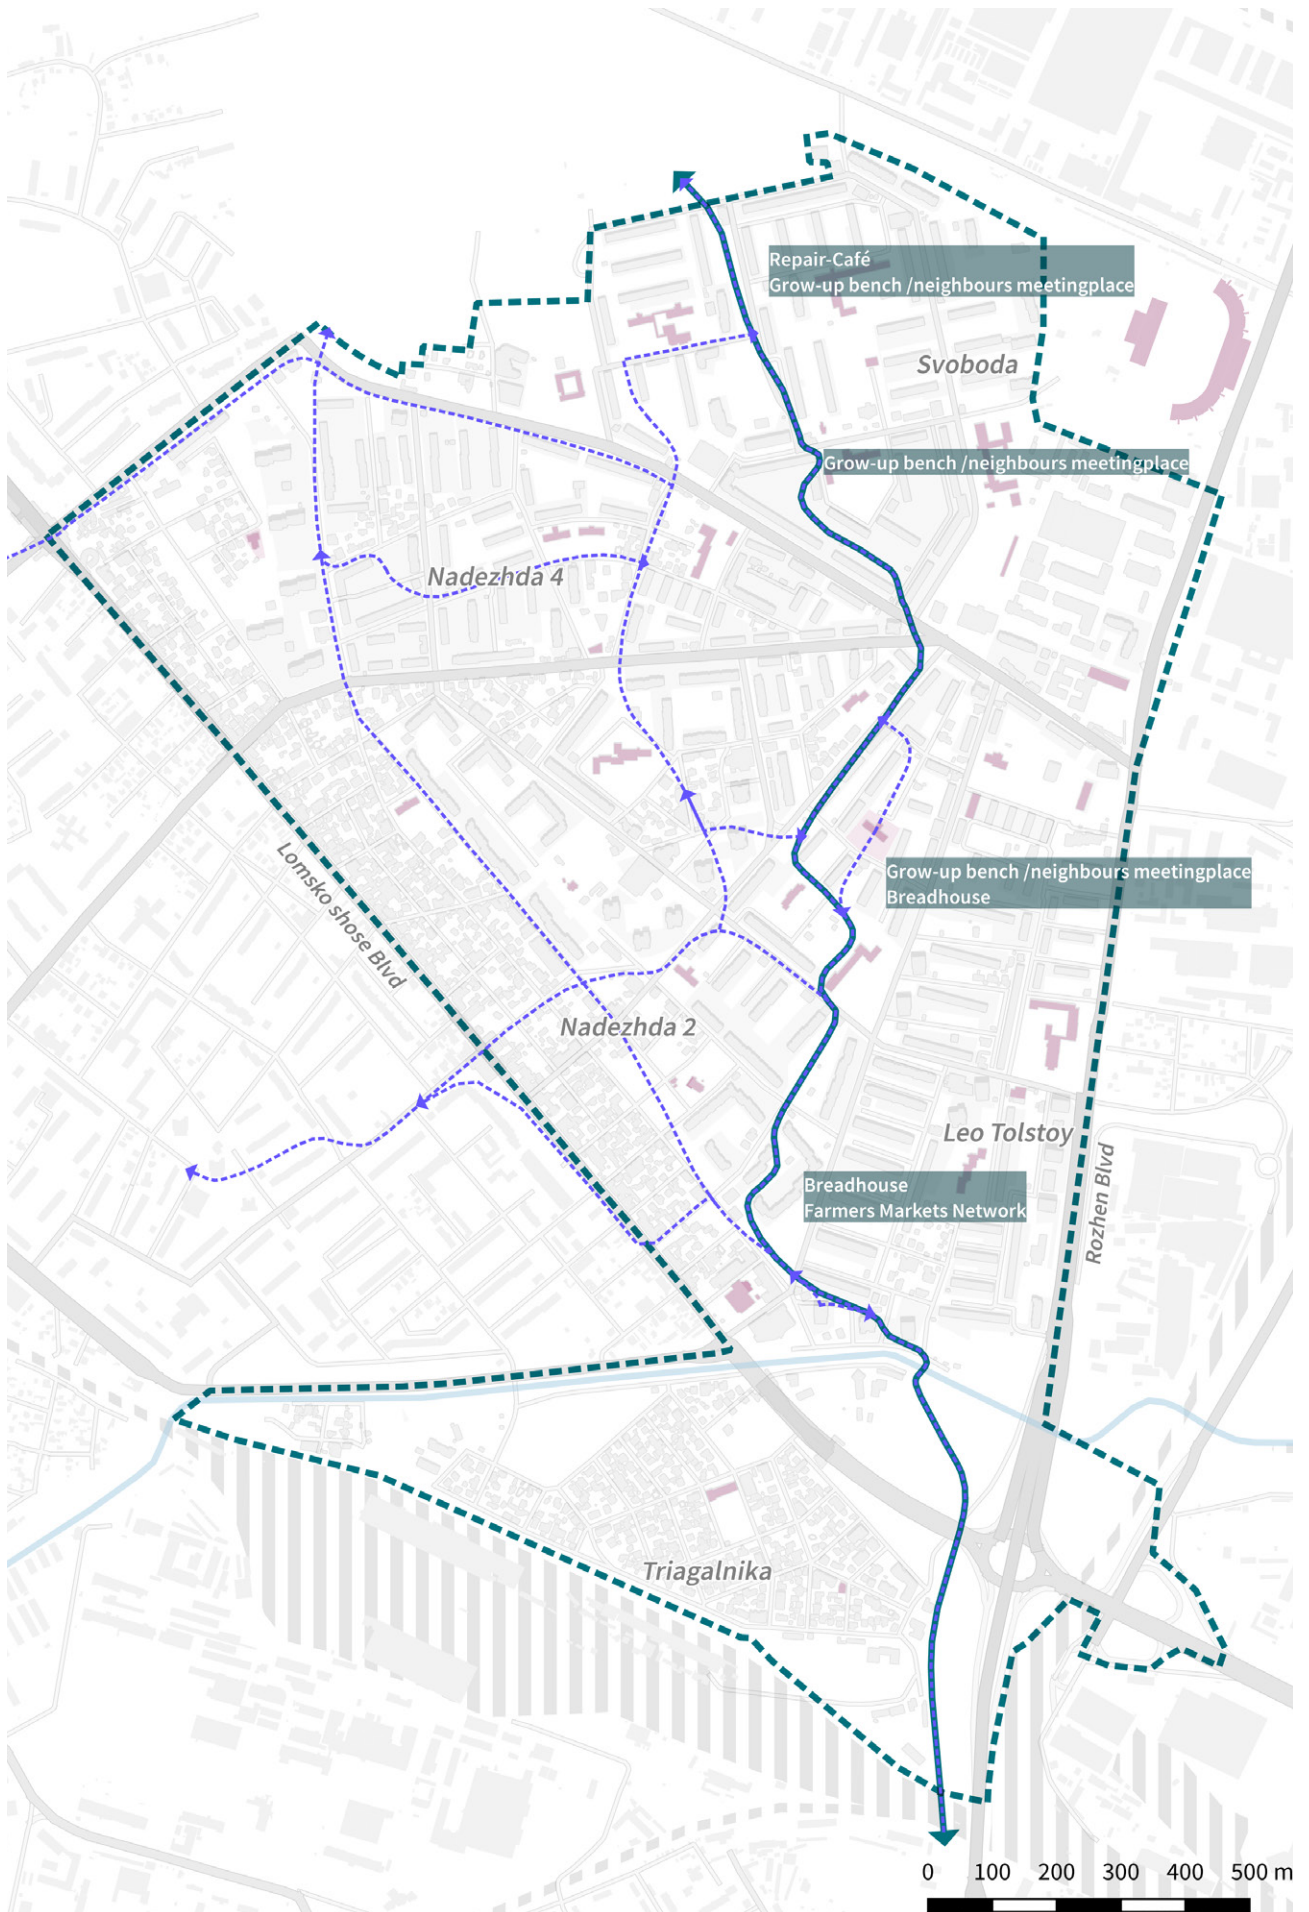 Repair-Café
Grow-up bench /neighbours meetingplace
Svoboda
Grow-up bench /neighbours meetingplace
Nadezhda 4
Lomsko shose Blvd
Grow-up bench /neighbours meetingplace
Breadhouse
Nadezhda 2
Leo Tolstoy
Rozhen Blvd
Breadhouse
Farmers Markets Network
Triagalnika
0 100 200 300 400 500 m